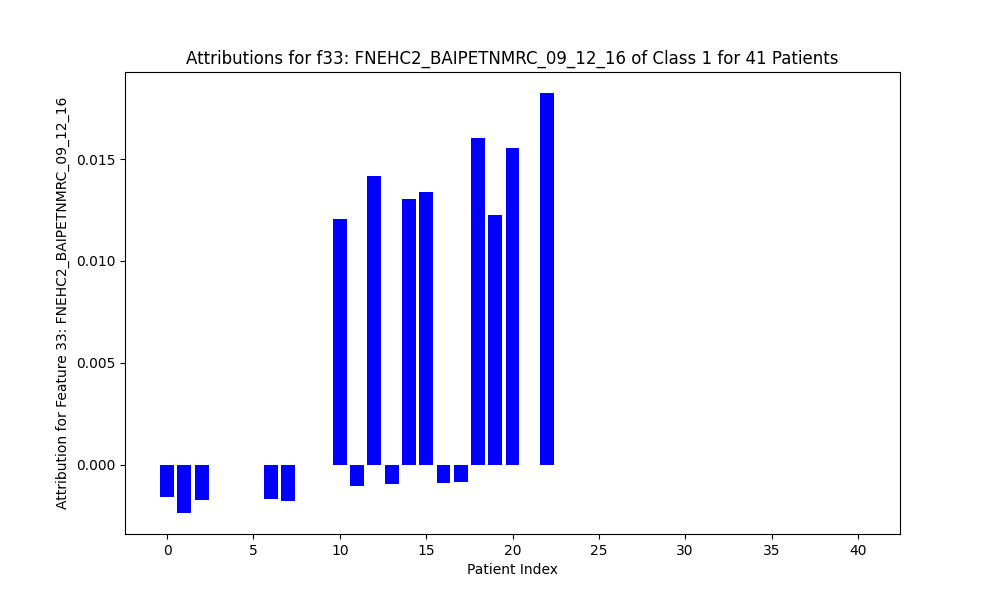 Attributions for f33: FNEHC2_BAIPETNMRC_09_12_16 of Class 1 for 41 Patients
Attribution for Feature 33: FNEHC2_BAIPETNMRC_09_12_16
0.015
0.010
0.005
0.000
0 5 10 15 20 25 30 35 40
Patient Index